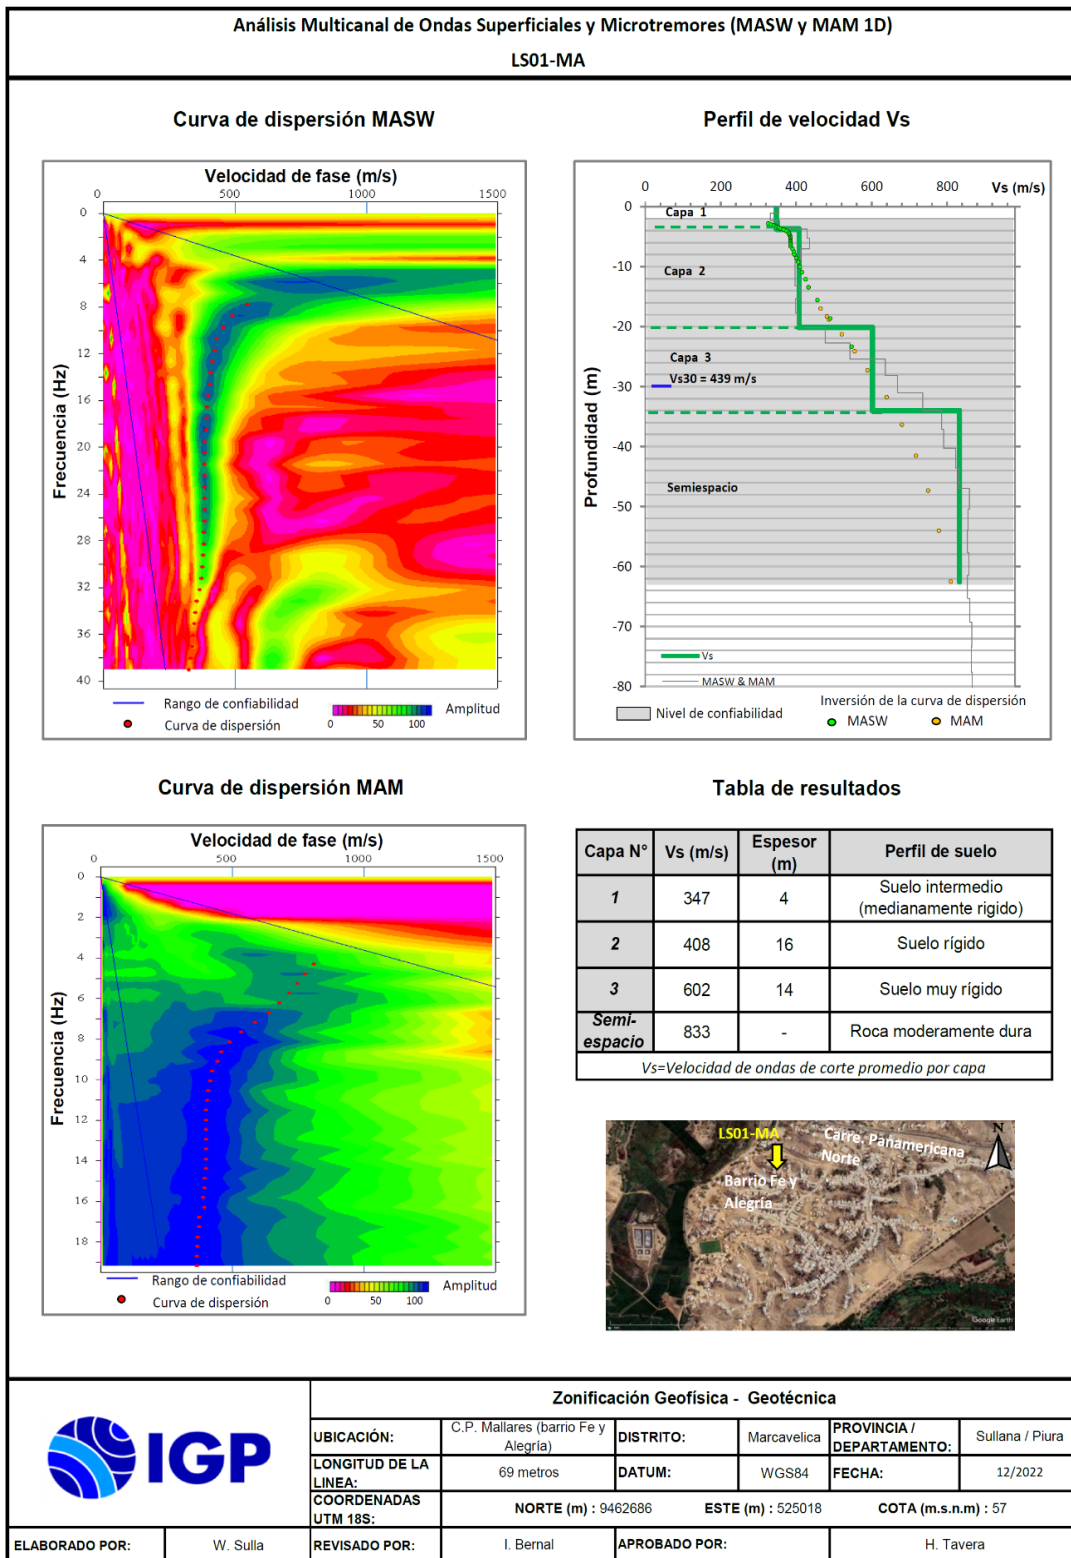 Análisis Multicanal de Ondas Superficiales y Microtremores (MASW y MAM 1D)
LS01-MA
Curva de dispersión MASW
Velocidad de fase (m/s)
0 500 1000 1500
Frecuencia (Hz)
0
4
8
12
16
20
24
28
32
36
40
Rango de confiabilidad
Curva de dispersión
0 50 100
Amplitud
Perfil de velocidad Vs
0 200 400 600 800 Vs (m/s)
Profundidad (m)
0
-10
-20
-30
-40
-50
-60
-70
-80
Capa 1
Capa 2
Capa 3
Vs30 = 439 m/s
Semiespacio
Vs
MASW & MAM
Nivel de confiabilidad
Inversión de la curva de dispersión
MASW MAM
Curva de dispersión MAM
Velocidad de fase (m/s)
0 500 1000 1500
Frecuencia (Hz)
0
2
4
6
8
10
12
14
16
18
Rango de confiabilidad
Curva de dispersión
0 50 100
Amplitud
Tabla de resultados
Capa N° Vs (m/s) Espesor (m) Perfil de suelo
1 347 4 Suelo intermedio (medianamente rigido)
2 408 16 Suelo rígido
3 602 14 Suelo muy rígido
Semi-espacio 833 - Roca moderamente dura
Vs=Velocidad de ondas de corte promedio por capa
LS01-MA
Carre. Panamericana
Norte
N
Barrio Fe y
Alegría
Google Earth
IGP
Zonificación Geofísica - Geotécnica
UBICACIÓN: C.P. Mallares (barrio Fe y Alegría) DISTRITO: Marcavelica PROVINCIA / DEPARTAMENTO: Sullana / Piura
LONGITUD DE LA LINEA: 69 metros DATUM: WGS84 FECHA: 12/2022
COORDENADAS UTM 18S: NORTE (m) : 9462686 ESTE (m) : 525018 COTA (m.s.n.m) : 57
ELABORADO POR: W. Sulla REVISADO POR: I. Bernal APROBADO POR: H. Tavera